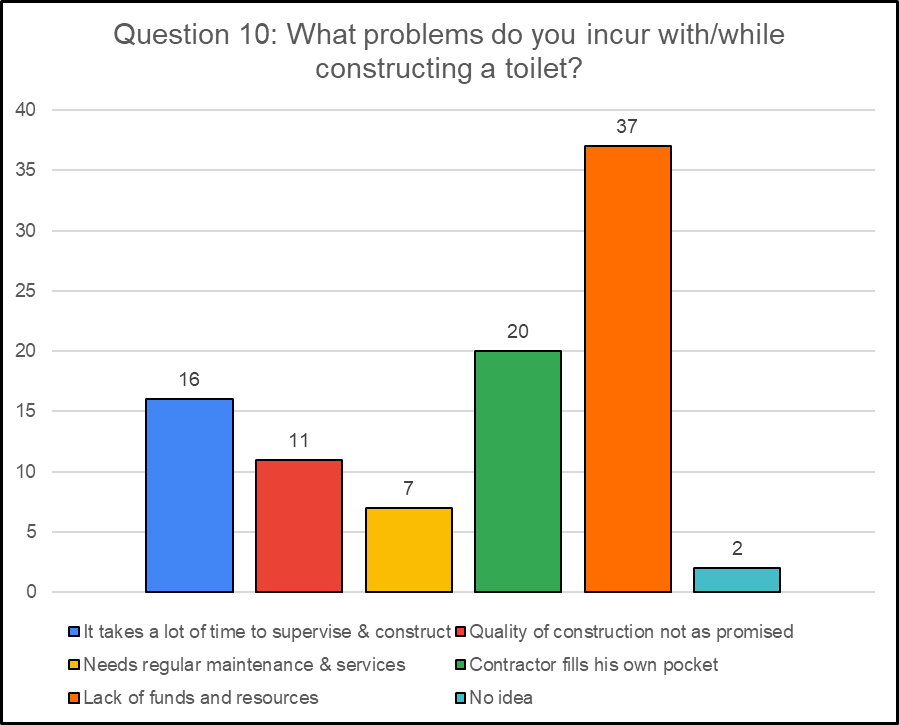 Question 10: What problems do you incur with/while
constructing a toilet?
40
35
30
25
20
15
10
5
0
16
11
7
20
37
2
It takes a lot of time to supervise & construct
Quality of construction not as promised
Needs regular maintenance & services
Contractor fills his own pocket
Lack of funds and resources
No idea